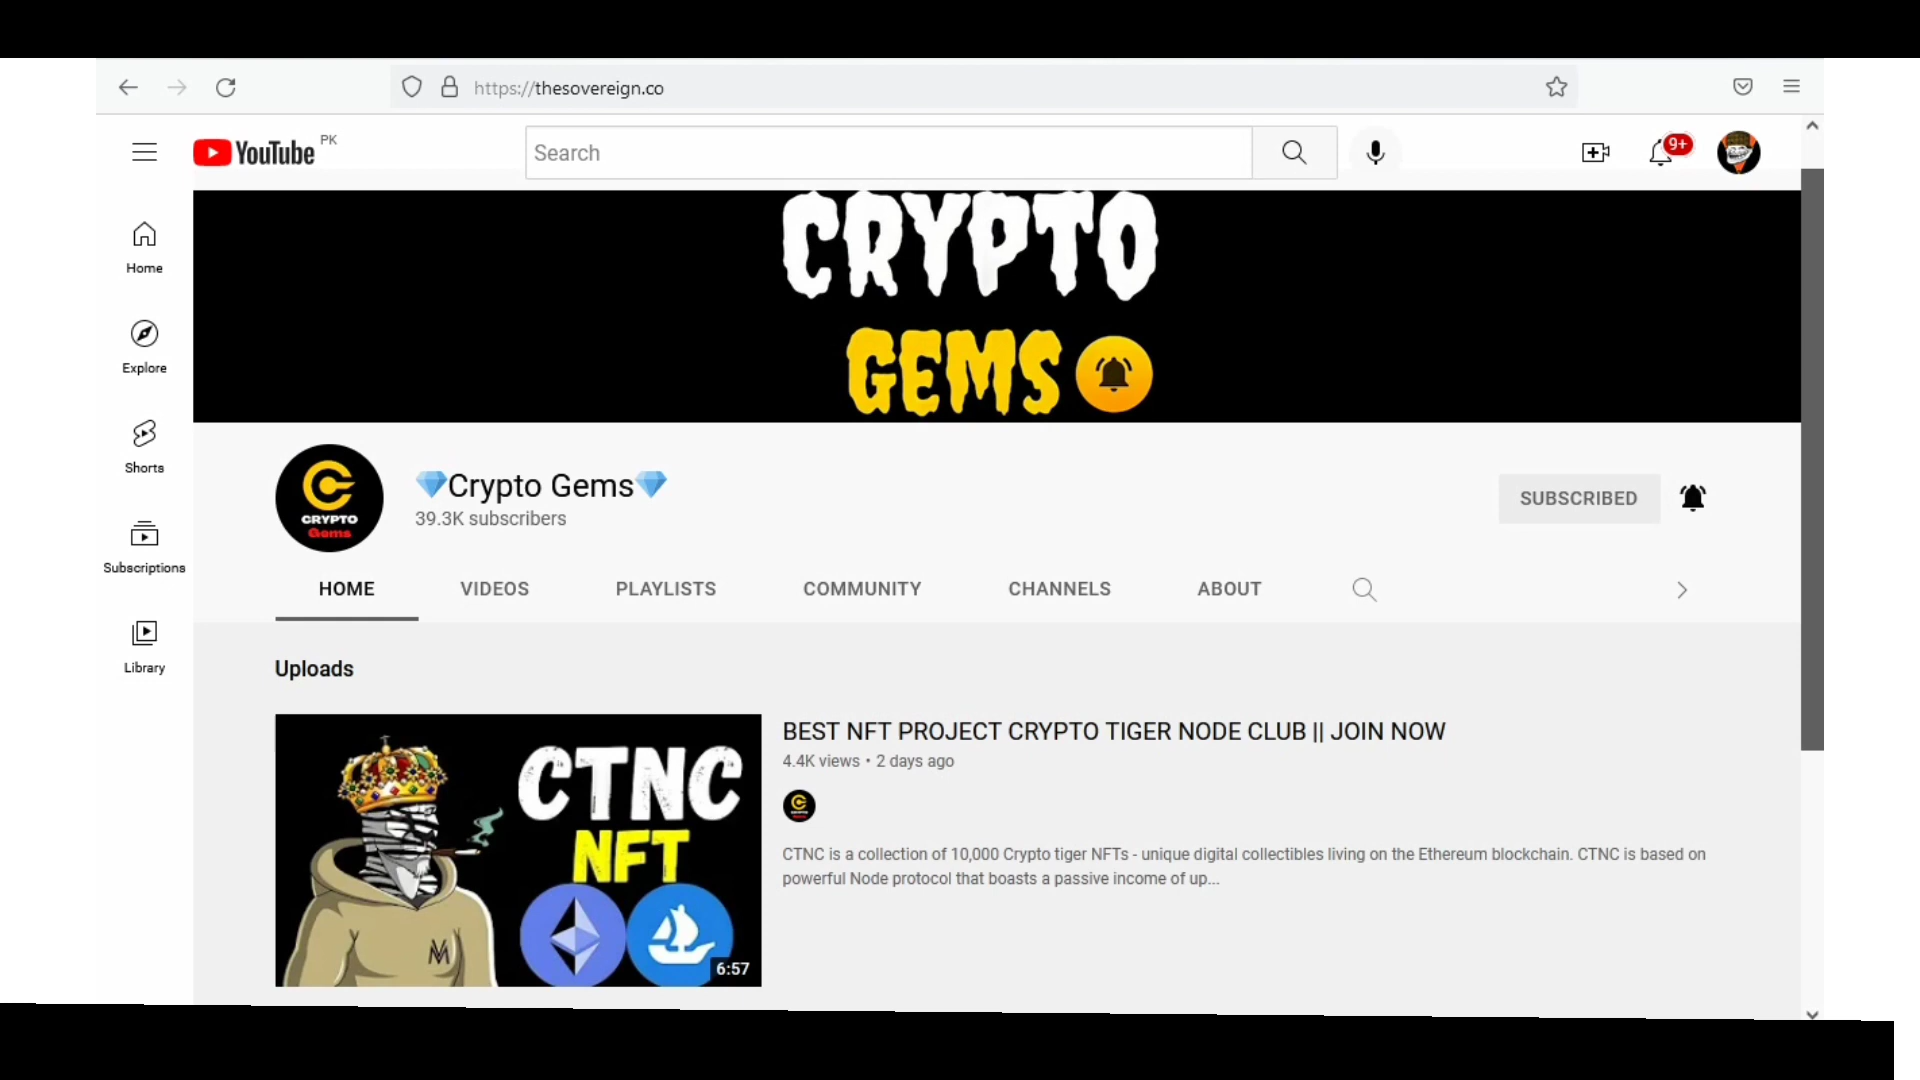 https://thesovereign.co
YouTube PK
Search
9+
CRYPTO
GEMS
Home
Explore
Shorts
Subscriptions
Library
CRYPTO
Gems
💎Crypto Gems💎
39.3K subscribers
SUBSCRIBED
HOME VIDEOS PLAYLISTS COMMUNITY CHANNELS ABOUT
Uploads
CTNC
NFT
6:57
BEST NFT PROJECT CRYPTO TIGER NODE CLUB || JOIN NOW
4.4K views • 2 days ago
CTNC is a collection of 10,000 Crypto tiger NFTs - unique digital collectibles living on the Ethereum blockchain. CTNC is based on
powerful Node protocol that boasts a passive income of up...